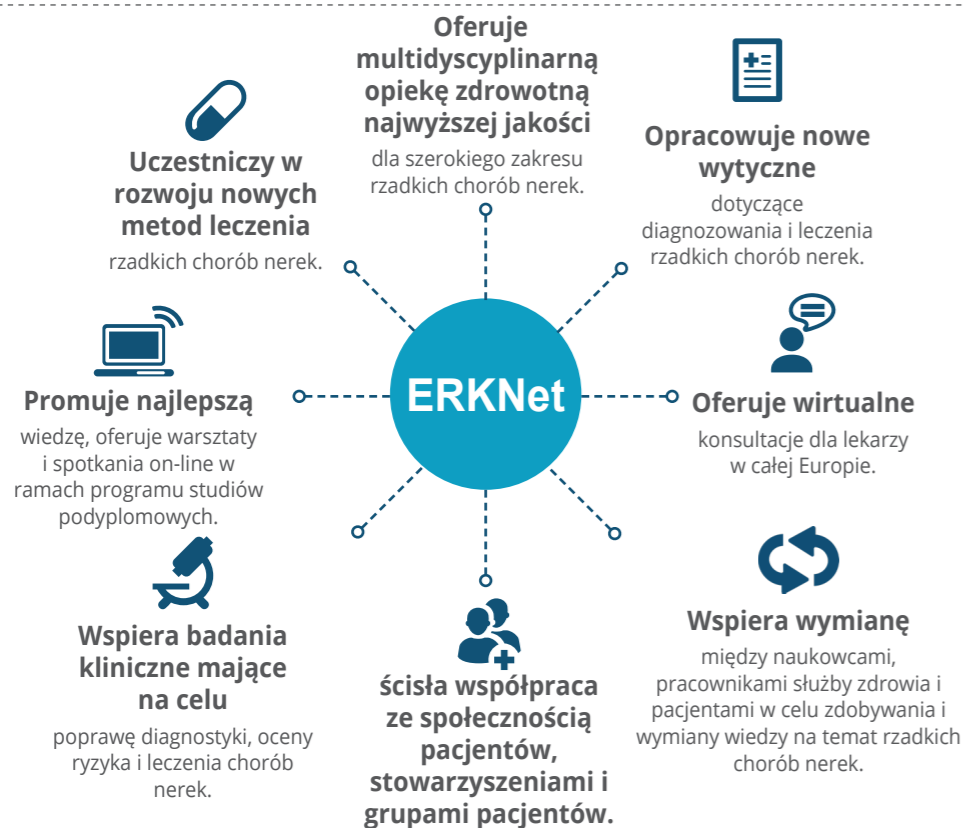 Oferuje
multidyscyplinarną
opiekę zdrowotną
najwyższej jakości
dla szerokiego zakresu
rzadkich chorób nerek.
Uczestniczy w
rozwoju nowych
metod leczenia
rzadkich chorób nerek.
Opracowuje nowe
wytyczne
dotyczące
diagnozowania i leczenia
rzadkich chorób nerek.
Promuje najlepszą
wiedzę, oferuje warsztaty
i spotkania on-line w
ramach programu studiów
podyplomowych.
ERKNet
Oferuje wirtualne
konsultacje dla lekarzy
w całej Europie.
Wspiera badania
kliniczne mające
na celu
poprawę diagnostyki, oceny
ryzyka i leczenia chorób
nerek.
ścisła współpraca
ze społecznością
pacjentów,
stowarzyszeniami i
grupami pacjentów.
Wspiera wymianę
między naukowcami,
pracownikami służby zdrowia i
pacjentami w celu zdobywania i
wymiany wiedzy na temat rzadkich
chorób nerek.